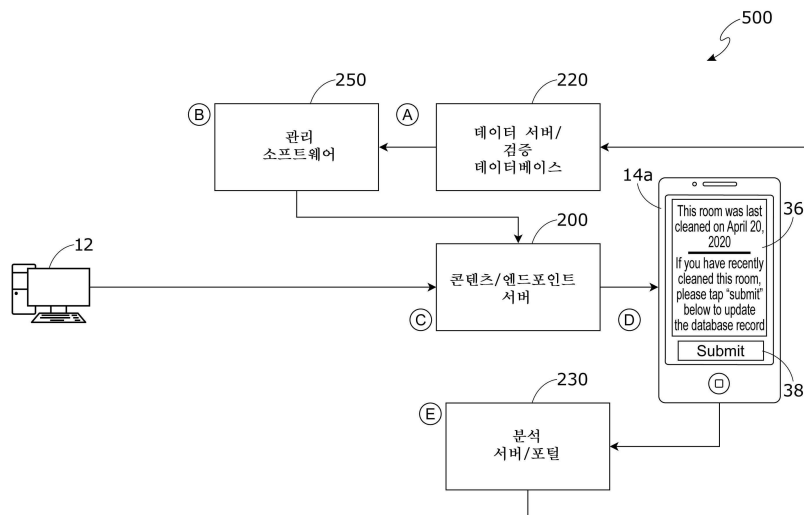 500
250
220
Ⓑ
Ⓐ
관리
소프트웨어
데이터 서버/
검증
데이터베이스
14a
36
This room was last
cleaned on April 20,
2020
If you have recently
cleaned this room,
please tap “submit”
below to update
the database record
Submit
38
12
200
콘텐츠/엔드포인트
서버
Ⓒ
Ⓓ
230
Ⓔ
분석
서버/포털